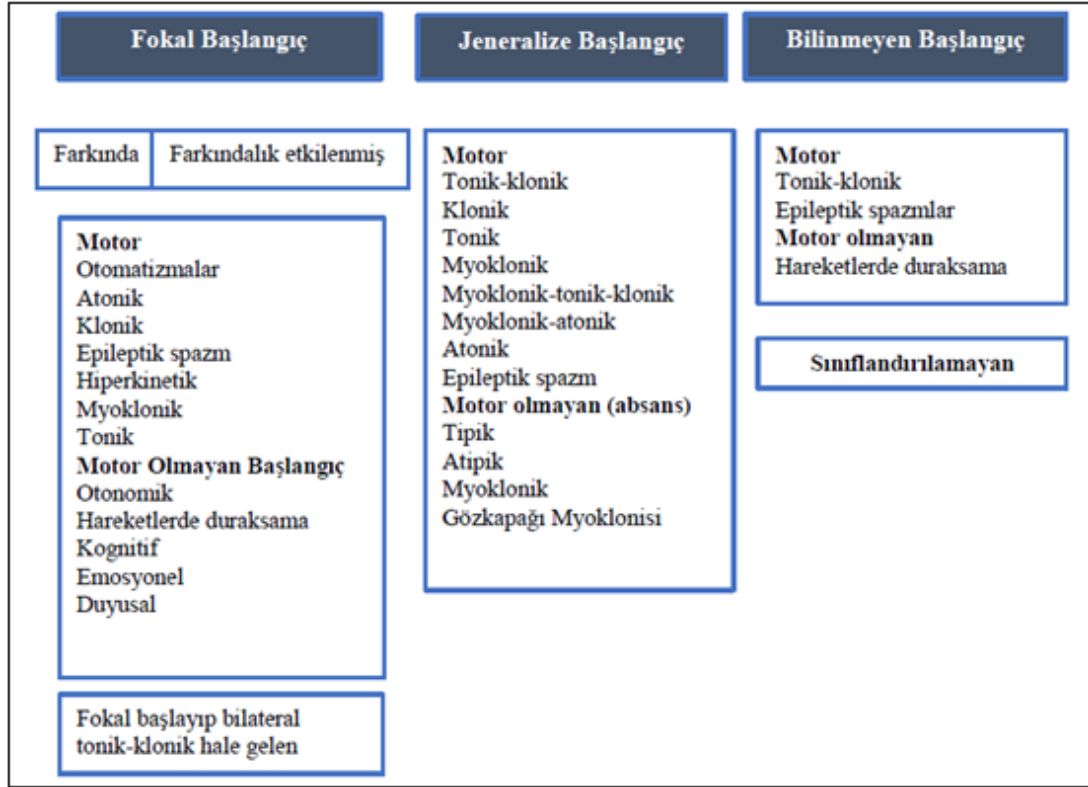 Fokal Başlangıç
Farkında
Farkındalık etkilenmiş
Motor
Otomatizmalar
Atonik
Klonik
Epileptik spazm
Hiperkinetik
Myoklonik
Tonik
Motor Olmayan Başlangıç
Otonomik
Hareketlerde duraksama
Kognitif
Emosyonel
Duyusal
Fokal başlayıp bilateral
tonik-klonik hale gelen
Jeneralize Başlangıç
Motor
Tonik-klonik
Klonik
Tonik
Myoklonik
Myoklonik-tonik-klonik
Myoklonik-atonik
Atonik
Epileptik spazm
Motor olmayan (absans)
Tipik
Atipik
Myoklonik
Gözkapağı Myoklonisi
Bilinmeyen Başlangıç
Motor
Tonik-klonik
Epileptik spazmlar
Motor olmayan
Hareketlerde duraksama
Sınıflandırılamayan